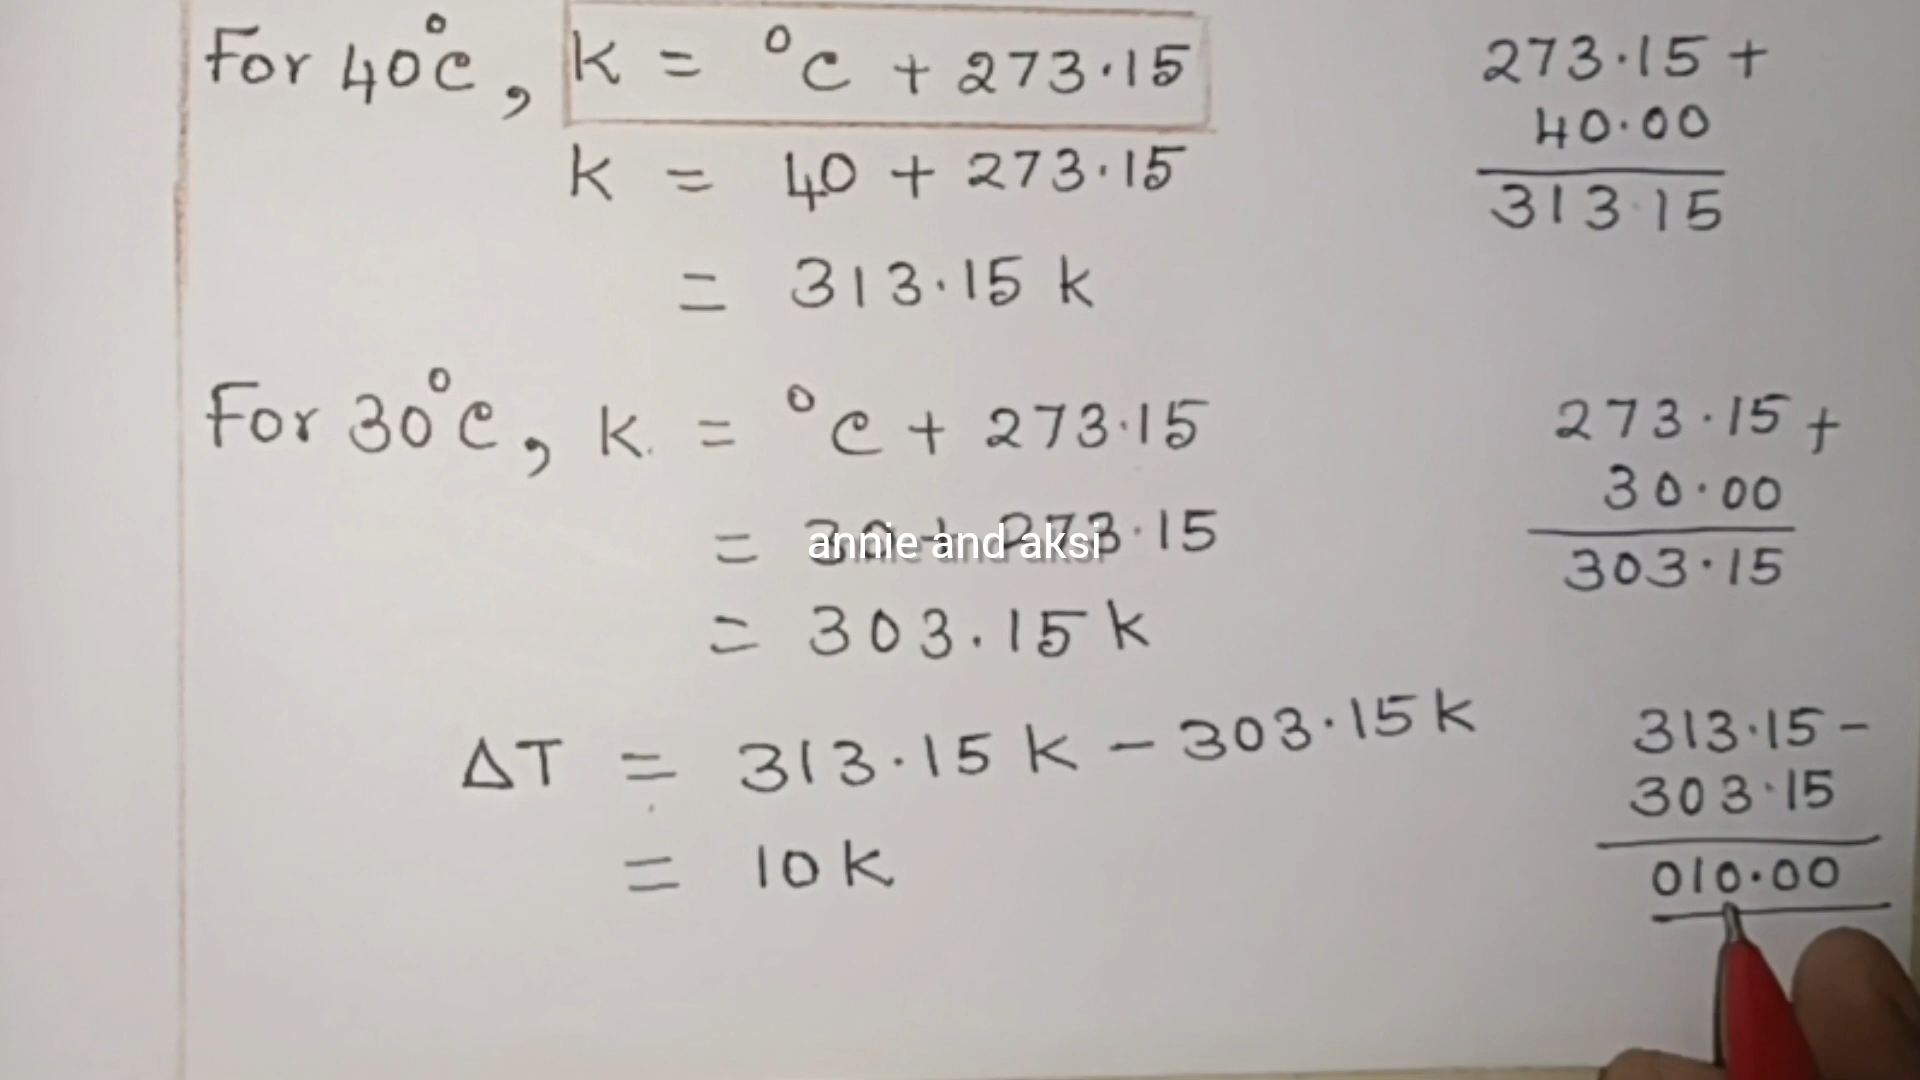 For 40°C, k = °C + 273.15
k = 40 + 273.15
= 313.15 k
273.15 +
40.00
313.15
For 30°C, k. = °C + 273.15
= 30 + 273.15
annie and aksi
= 303.15 k
273.15 +
30.00
303.15
ΔT = 313.15 k - 303.15 k
= 10 k
313.15 -
303.15
010.00